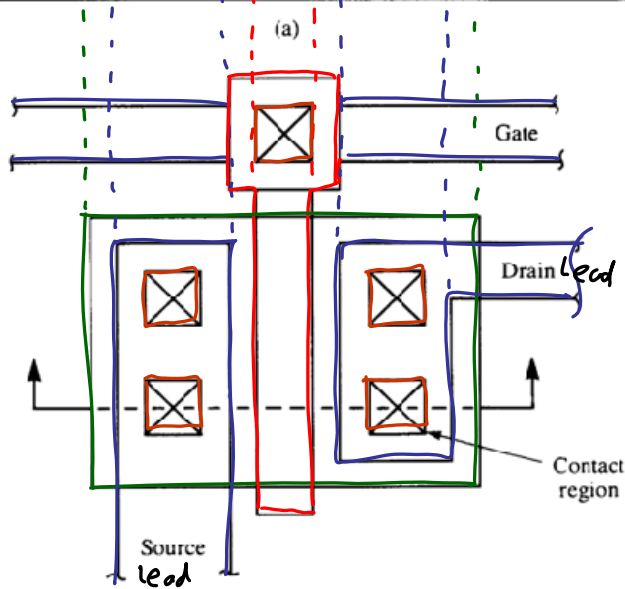 (a)
Gate
Drain Lead
Contact
region
Source
Lead